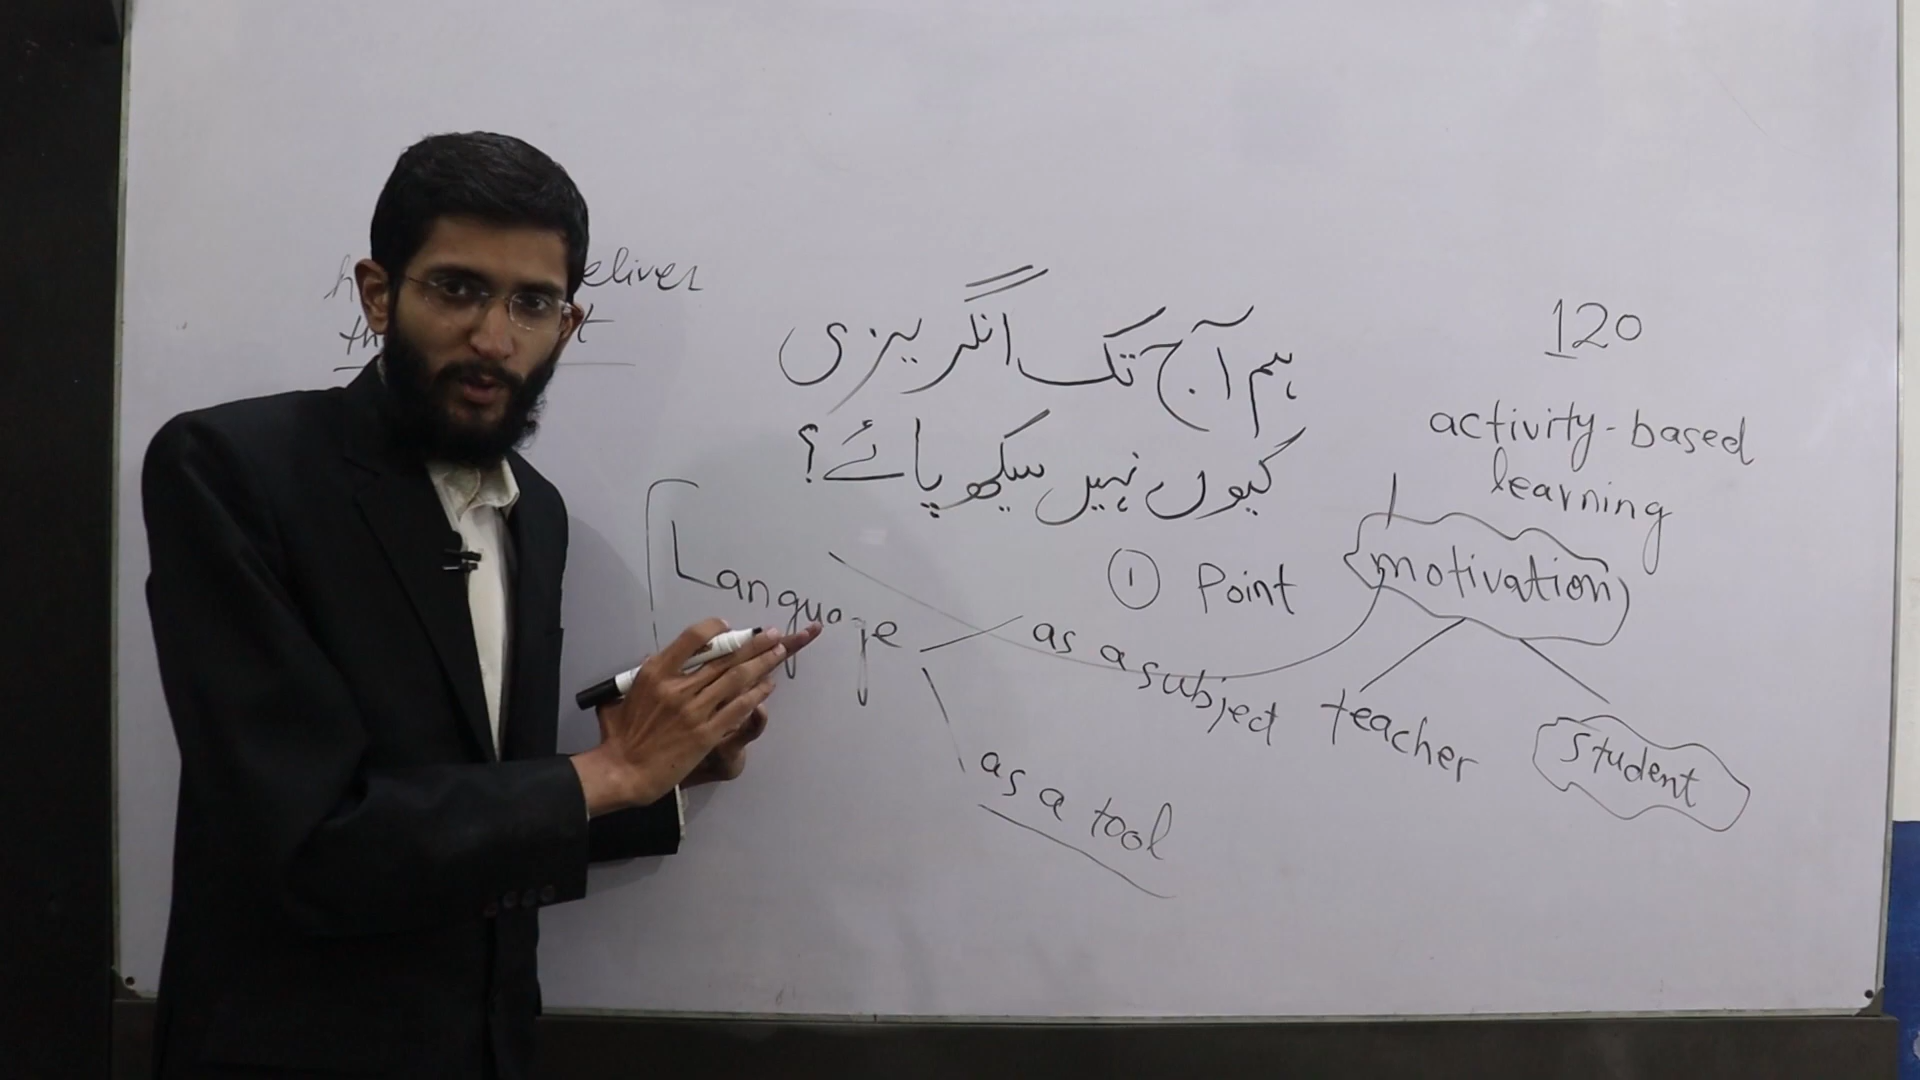 eliver
ہم آج تک انگریزی
کیوں نہیں سیکھ پائے؟
120
activity-based
learning
① Point
motivation
Language
as a subject
teacher
student
as a tool